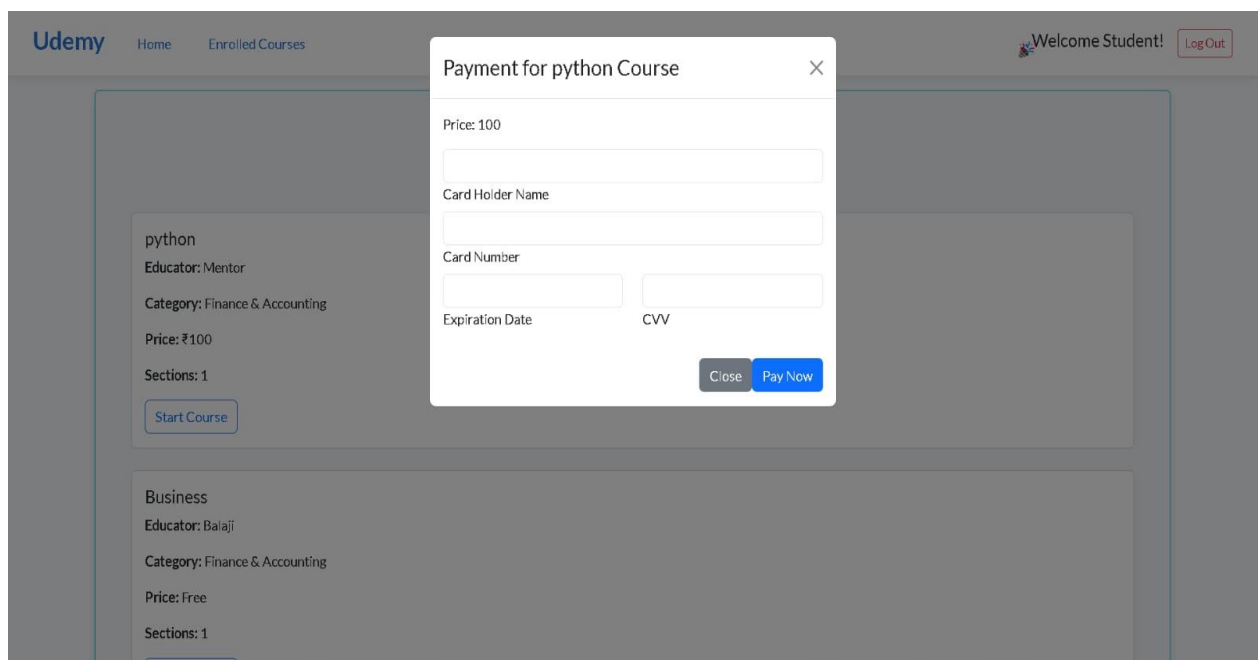 Udemy Home Enrolled Courses Welcome Student! Log Out
Payment for python Course
Price: 100
Card Holder Name
Card Number
Expiration Date CVV
Close Pay Now
python
Educator: Mentor
Category: Finance & Accounting
Price: ₹100
Sections: 1
Start Course
Business
Educator: Balaji
Category: Finance & Accounting
Price: Free
Sections: 1